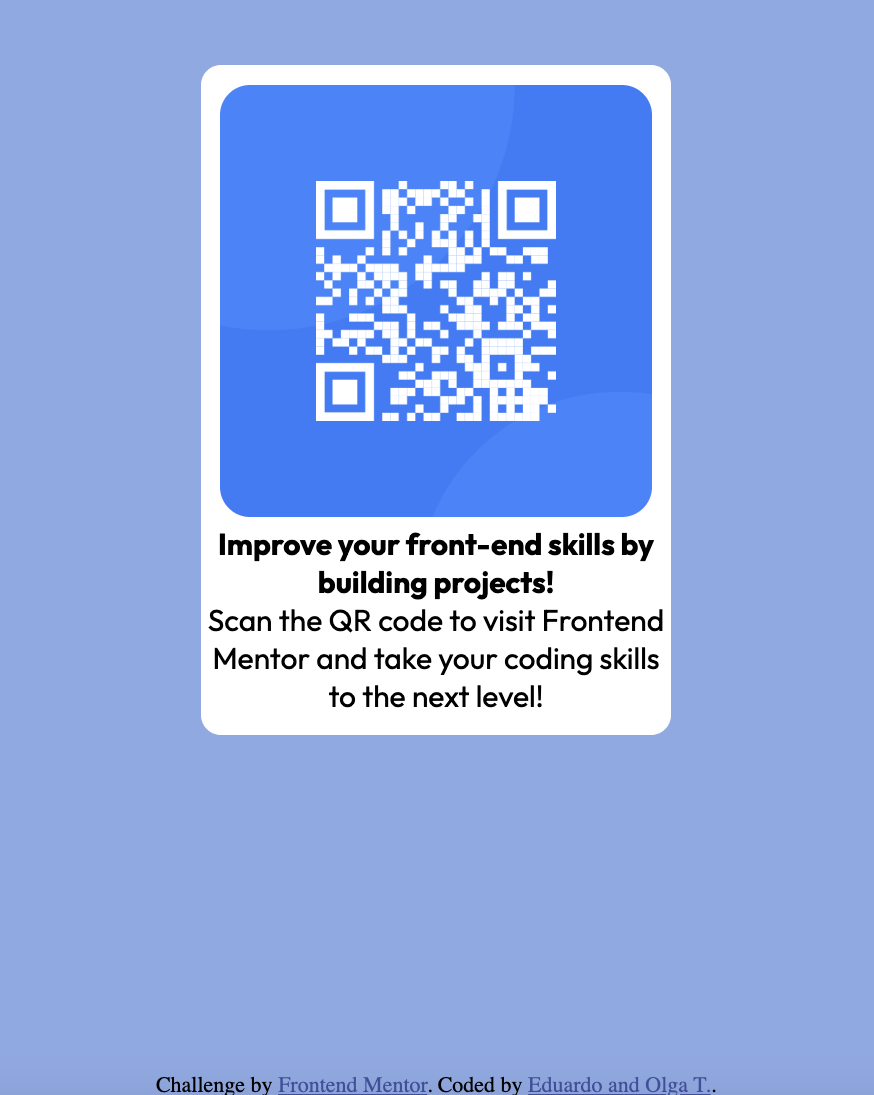 Improve your front-end skills by
building projects!
Scan the QR code to visit Frontend
Mentor and take your coding skills
to the next level!
Challenge by Frontend Mentor. Coded by Eduardo and Olga T..